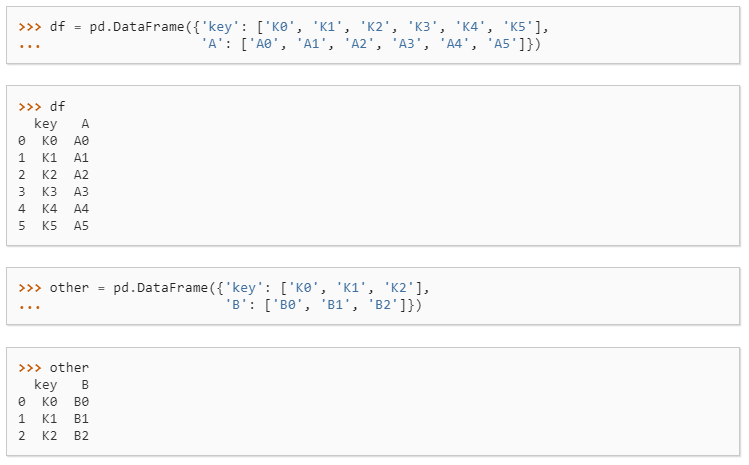 >>> df = pd.DataFrame({'key': ['K0', 'K1', 'K2', 'K3', 'K4', 'K5'],
...                    'A': ['A0', 'A1', 'A2', 'A3', 'A4', 'A5']})
>>> df
  key   A
0  K0  A0
1  K1  A1
2  K2  A2
3  K3  A3
4  K4  A4
5  K5  A5
>>> other = pd.DataFrame({'key': ['K0', 'K1', 'K2'],
...                       'B': ['B0', 'B1', 'B2']})
>>> other
  key   B
0  K0  B0
1  K1  B1
2  K2  B2